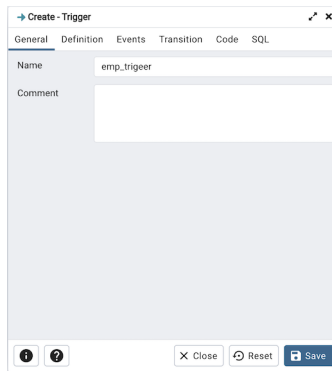 Create - Trigger
General Definition Events Transition Code SQL
Name emp_trigeer
Comment
Close Reset Save